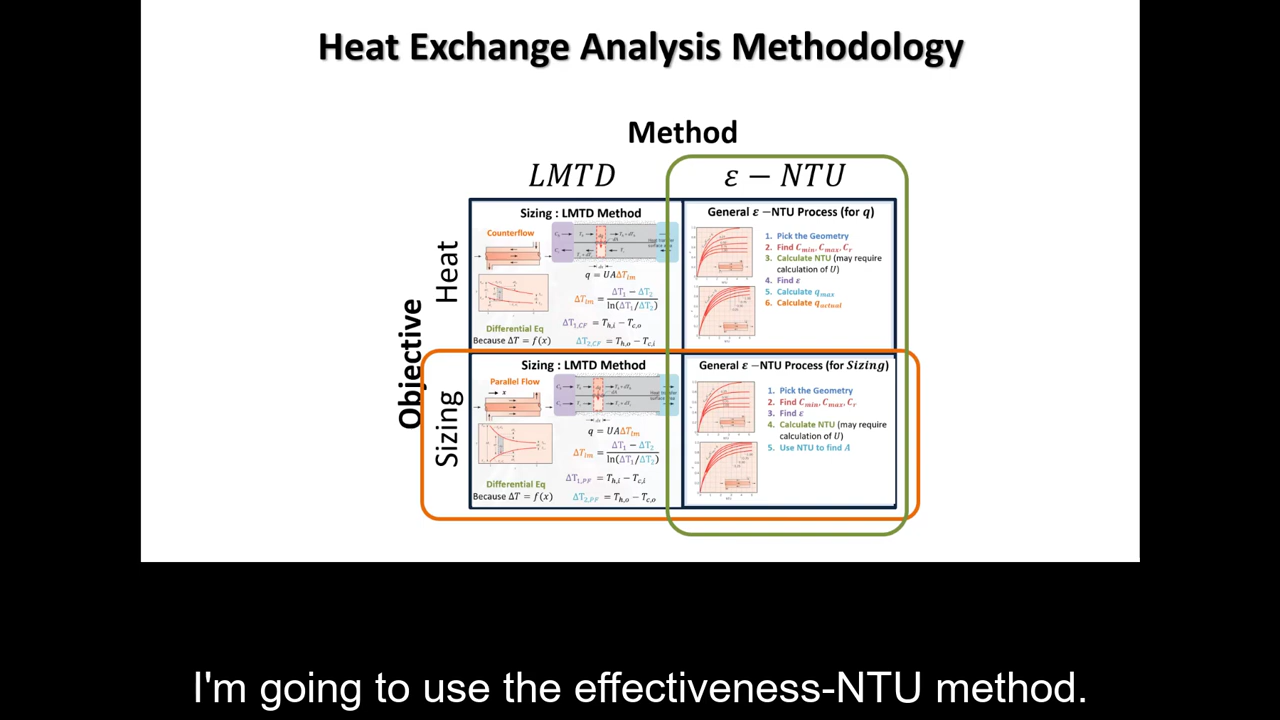 Heat Exchange Analysis Methodology
Method
LMTD
ε − NTU
Objective
Heat
Sizing : LMTD Method
Counterflow
q = UAΔT_lm
ΔT_lm = ΔT_1 − ΔT_2 / ln(ΔT_1/ΔT_2)
ΔT_1,CF = T_h,i − T_c,o
Differential Eq
Because ΔT = f(x)
ΔT_2,CF = T_h,o − T_c,i
General ε −NTU Process (for q)
1. Pick the Geometry
2. Find C_min, C_max, C_r
3. Calculate NTU (may require
calculation of U)
4. Find ε
5. Calculate q_max
6. Calculate q_actual
Sizing
Sizing : LMTD Method
Parallel Flow
x
q = UAΔT_lm
ΔT_lm = ΔT_1 − ΔT_2 / ln(ΔT_1/ΔT_2)
ΔT_1,PF = T_h,i − T_c,i
Differential Eq
Because ΔT = f(x)
ΔT_2,PF = T_h,o − T_c,o
General ε −NTU Process (for Sizing)
1. Pick the Geometry
2. Find C_min, C_max, C_r
3. Find ε
4. Calculate NTU (may require
calculation of U)
5. Use NTU to find A
I'm going to use the effectiveness-NTU method.